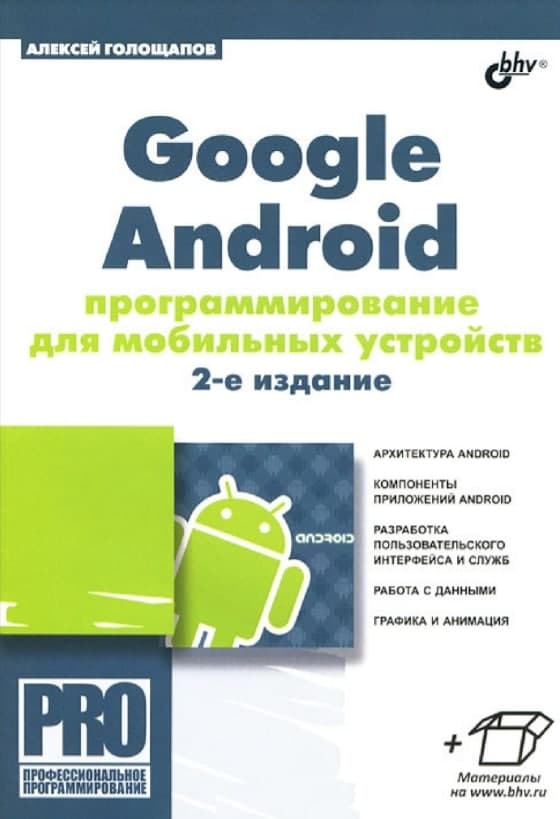 АЛЕКСЕЙ ГОЛОЩАПОВ
bhv®
Google
Android
программирование
для мобильных устройств
2-е издание
АРХИТЕКТУРА ANDROID
КОМПОНЕНТЫ
ПРИЛОЖЕНИЙ ANDROID
РАЗРАБОТКА
ПОЛЬЗОВАТЕЛЬСКОГО
ИНТЕРФЕЙСА И СЛУЖБ
РАБОТА С ДАННЫМИ
ГРАФИКА И АНИМАЦИЯ
ANDROID
PRO
ПРОФЕССИОНАЛЬНОЕ
ПРОГРАММИРОВАНИЕ
+
Материалы
на www.bhv.ru